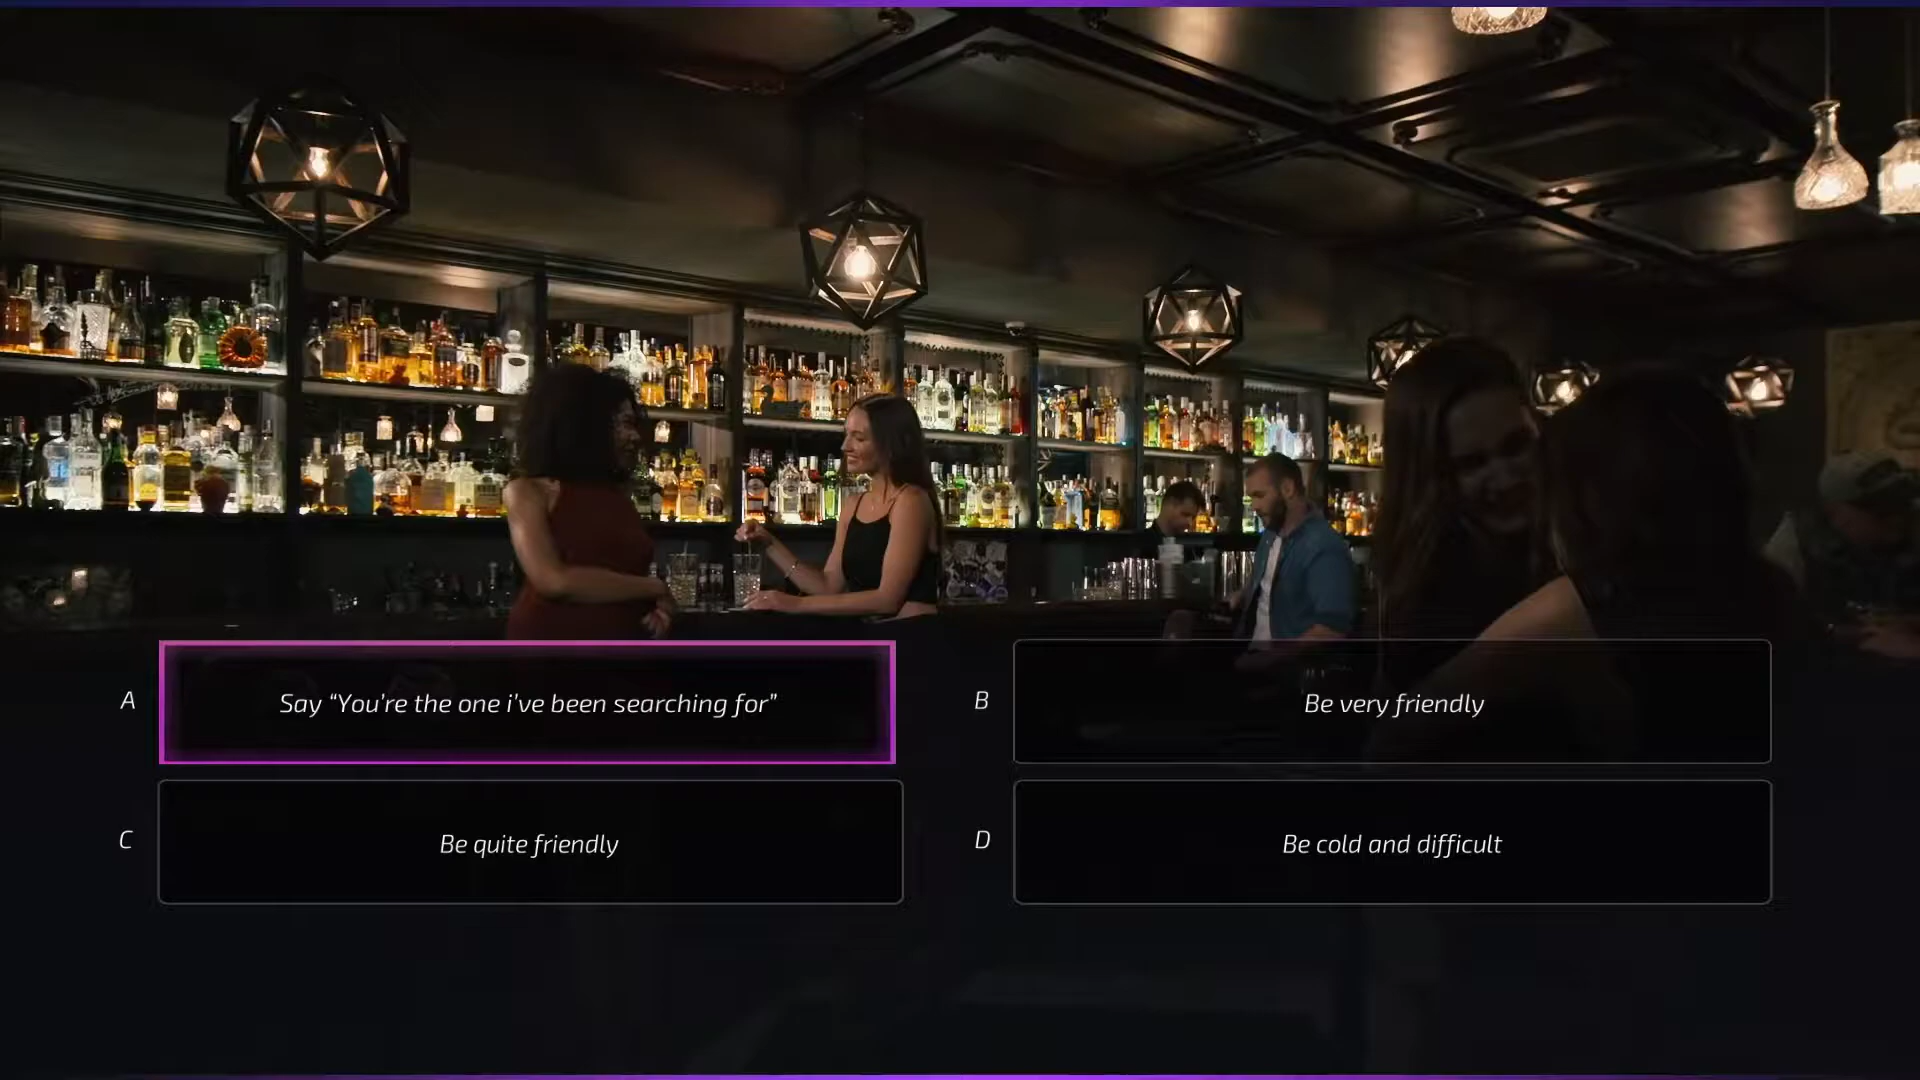 A
Say “You're the one i've been searching for”
B
Be very friendly
C
Be quite friendly
D
Be cold and difficult